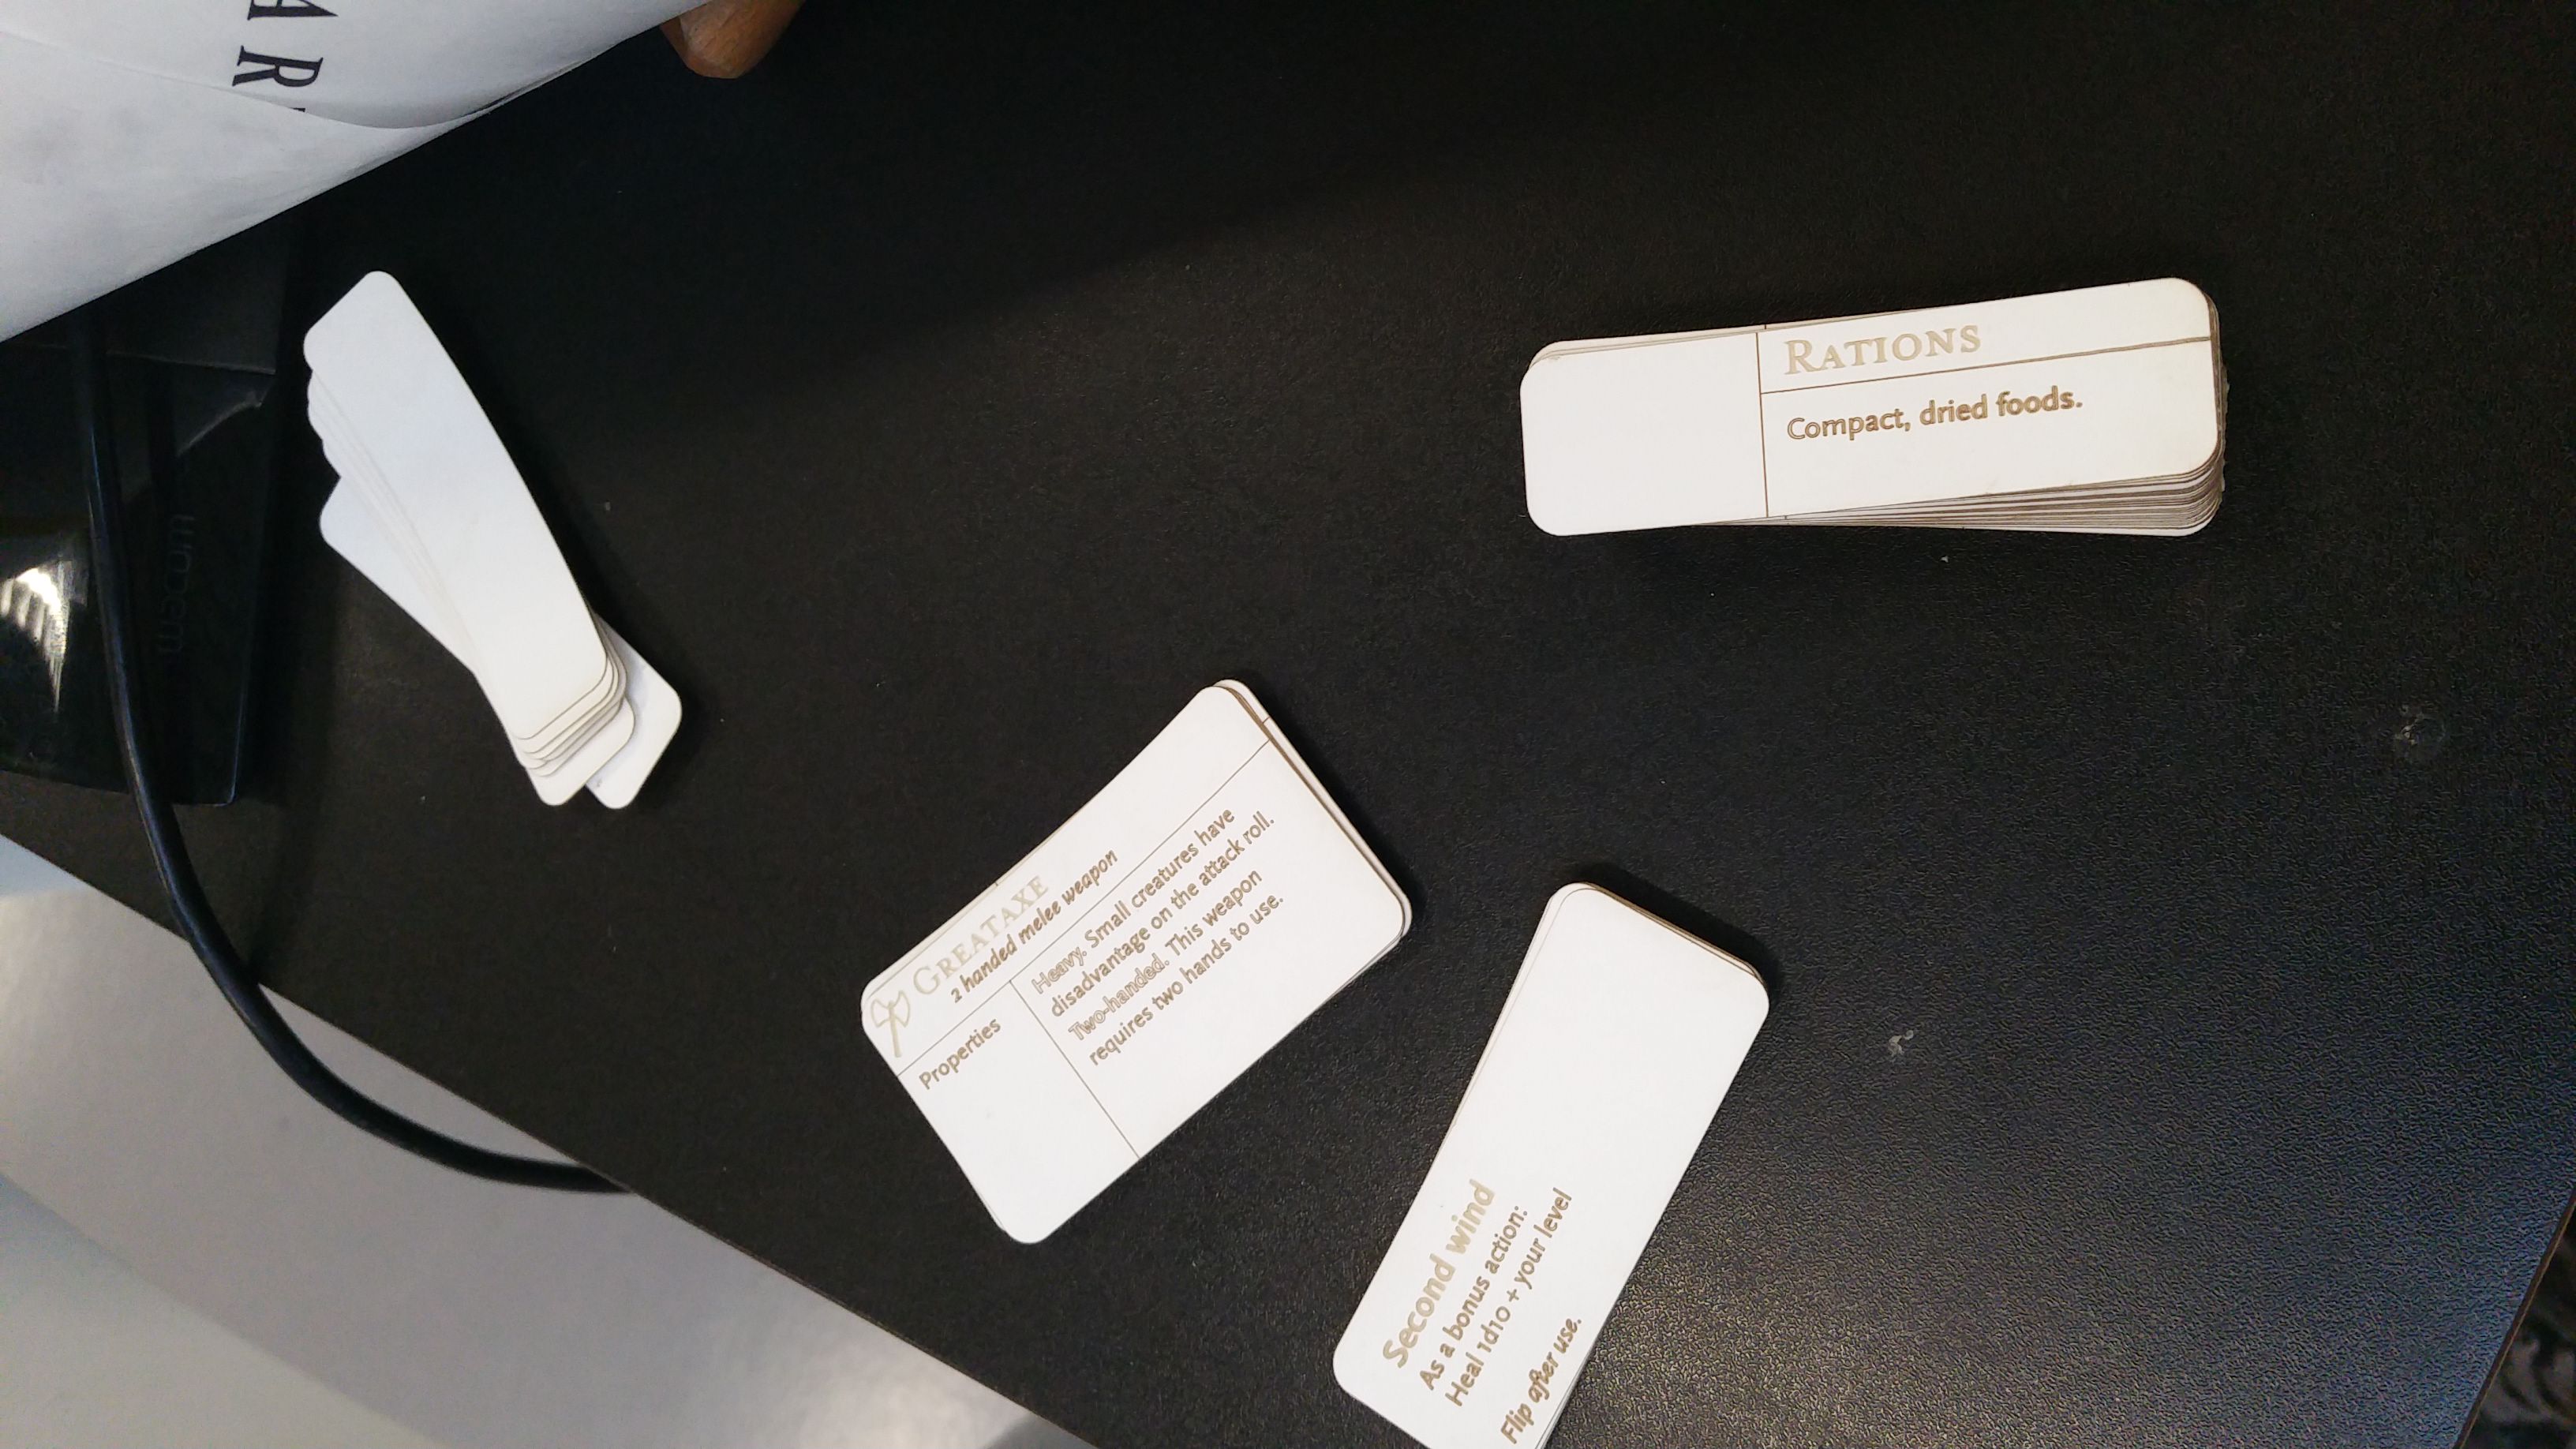 wacom
AR
GREATAXE
2 handed melee weapon
Properties
Heavy. Small creatures have
disadvantage on the attack roll.
Two-handed. This weapon
requires two hands to use.
Second wind
As a bonus action:
Heal 1d10 + your level
Flip after use.
RATIONS
Compact, dried foods.